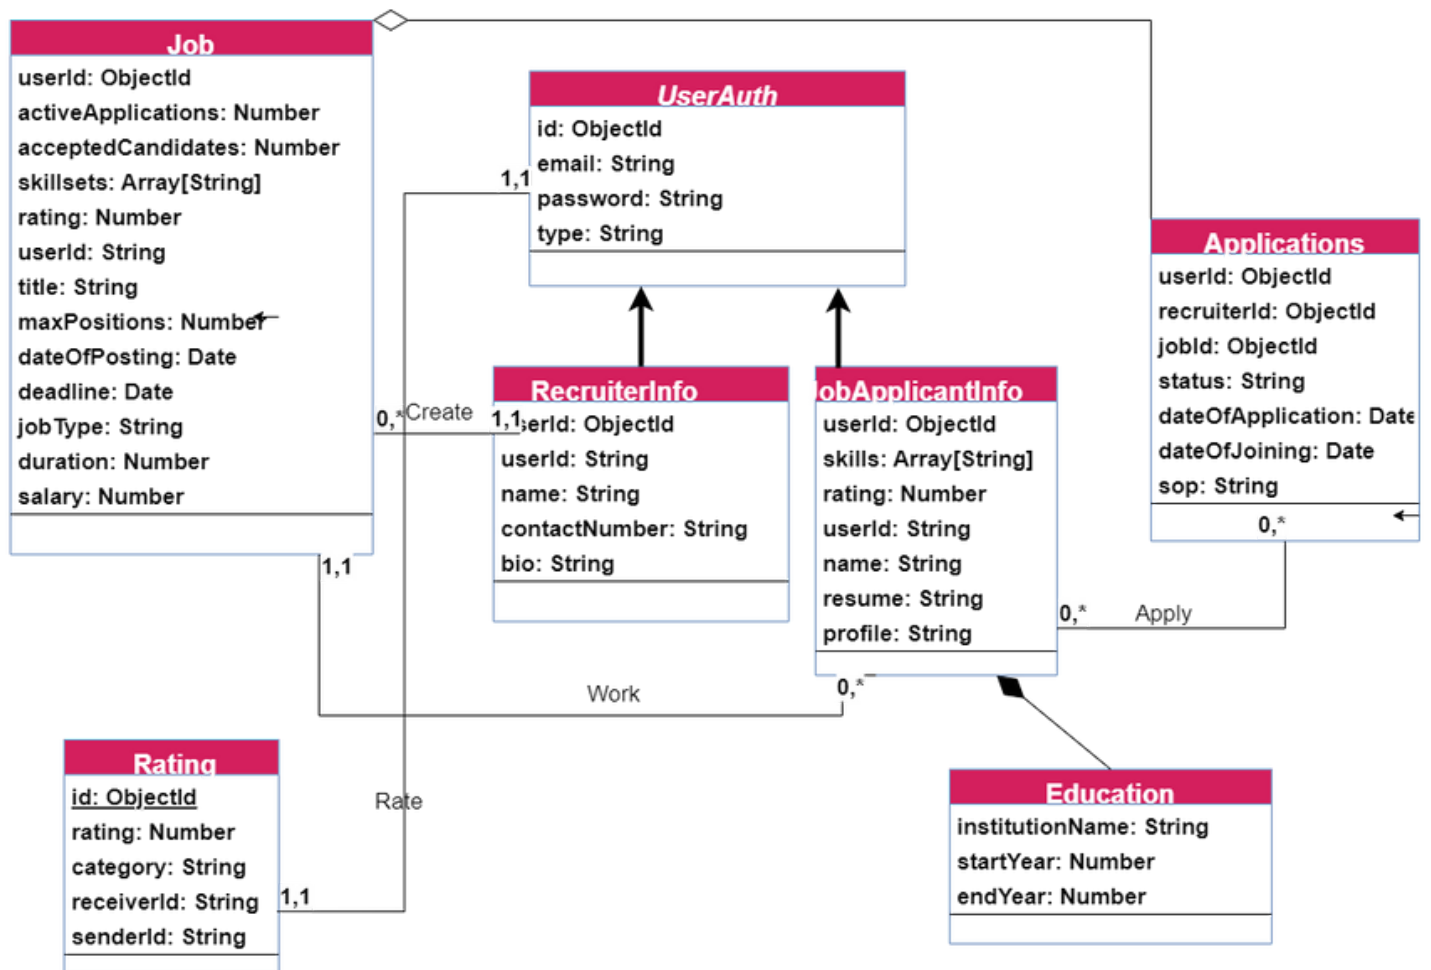 Job
userId: ObjectId
activeApplications: Number
acceptedCandidates: Number
skillsets: Array[String]
rating: Number
userId: String
title: String
maxPositions: Number
dateOfPosting: Date
deadline: Date
jobType: String
duration: Number
salary: Number
UserAuth
id: ObjectId
email: String
password: String
type: String
1,1
Applications
userId: ObjectId
recruiterId: ObjectId
jobId: ObjectId
status: String
dateOfApplication: Date
dateOfJoining: Date
sop: String
0,*
RecruiterInfo
userId: ObjectId
userId: String
name: String
contactNumber: String
bio: String
0,*
Create
1,1
JobApplicantInfo
userId: ObjectId
skills: Array[String]
rating: Number
userId: String
name: String
resume: String
profile: String
0,*
Apply
1,1
Work
0,*
Rating
id: ObjectId
rating: Number
category: String
receiverId: String
senderId: String
1,1
Rate
Education
institutionName: String
startYear: Number
endYear: Number